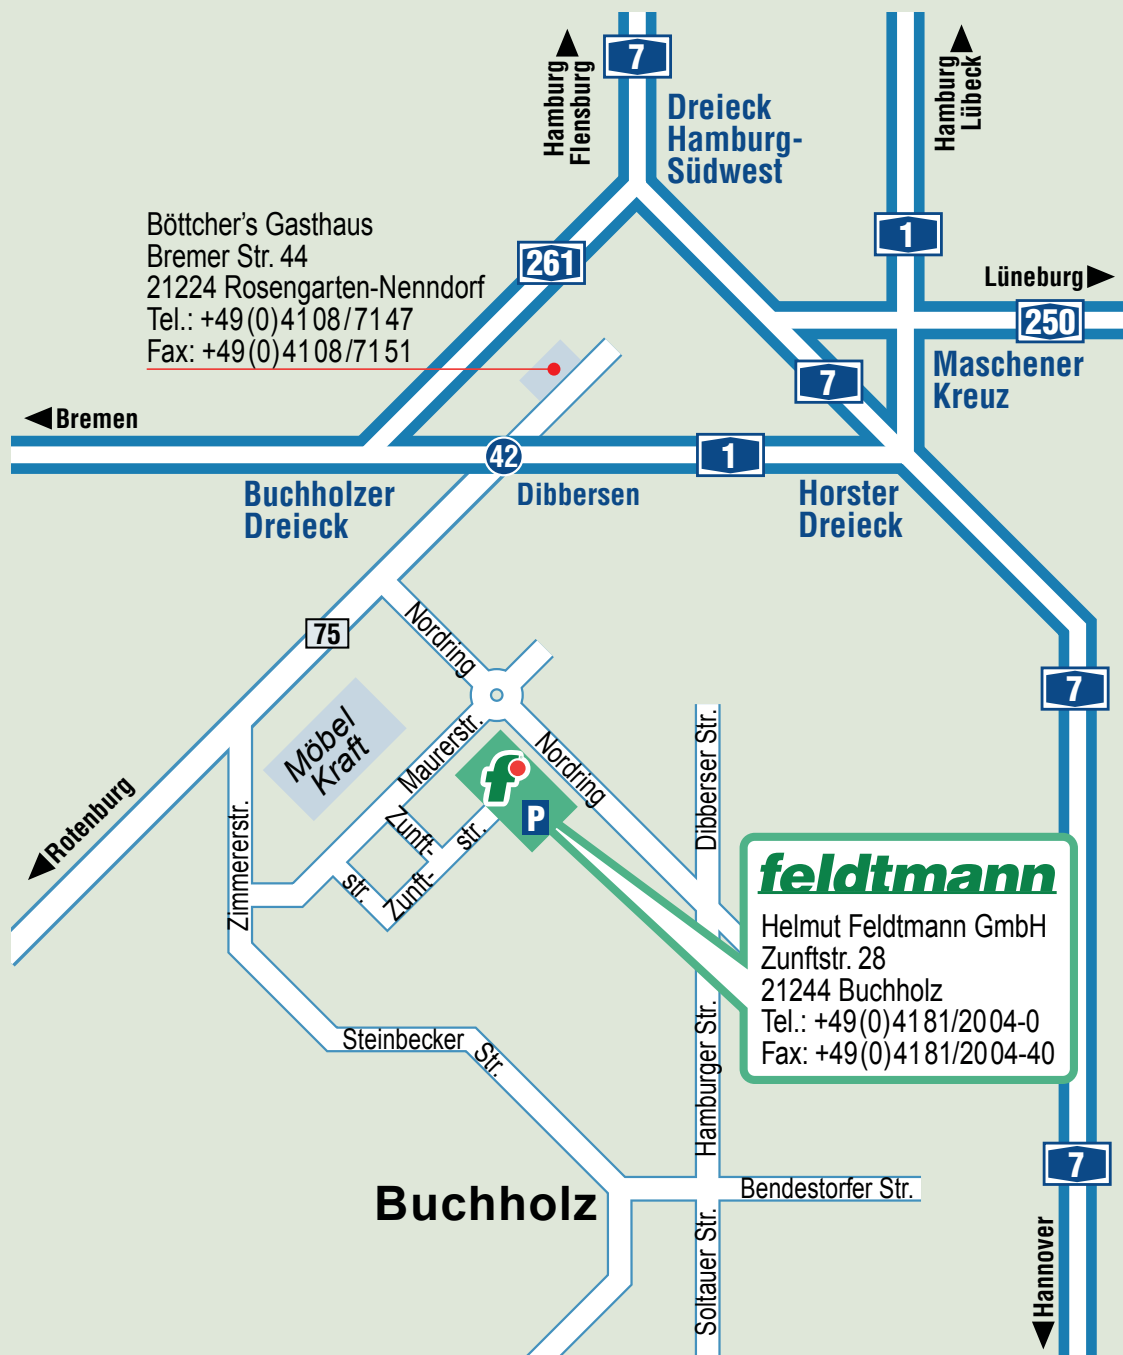 Hamburg
Flensburg
7
Dreieck
Hamburg-
Südwest
Hamburg
Lübeck
1
261
Lüneburg
250
Maschener
Kreuz
7
Böttcher's Gasthaus
Bremer Str. 44
21224 Rosengarten-Nenndorf
Tel.: +49(0)4108/7147
Fax: +49(0)4108/7151
Bremen
42
1
Buchholzer
Dreieck
Dibbersen
Horster
Dreieck
75
Nordring
7
Möbel
Kraft
Maurerstr.
Nordring
Dibberser Str.
f
P
Zunft-
str.
Zunft-
str.
Rotenburg
Zimmererstr.
feldtmann
Helmut Feldtmann GmbH
Zunftstr. 28
21244 Buchholz
Tel.: +49(0)4181/2004-0
Fax: +49(0)4181/2004-40
Steinbecker Str.
Hamburger Str.
7
Buchholz
Bendestorfer Str.
Soltauer Str.
Hannover